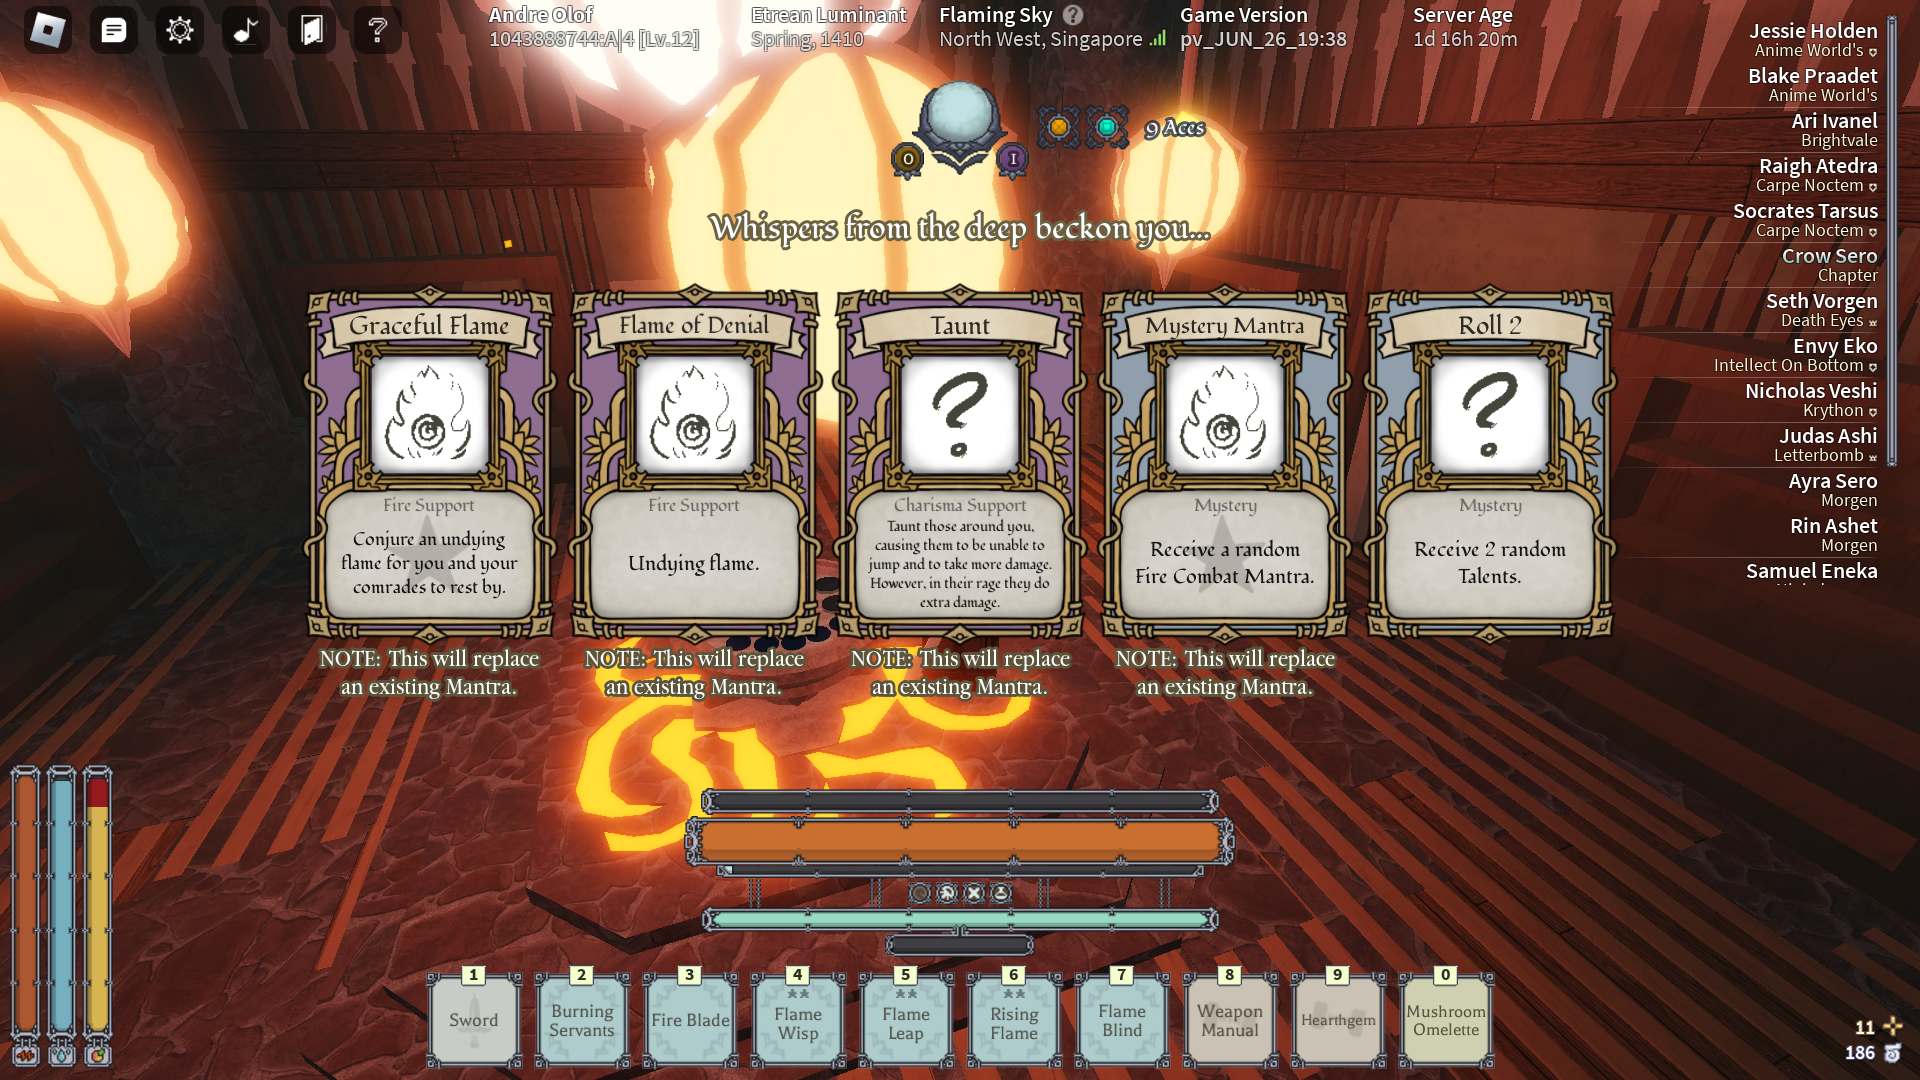 Andre Olof
1043888744:A|4 [Lv.12]
Etrean Luminant
Spring, 1410
Flaming Sky ?
North West, Singapore
Game Version
pv_JUN_26_19:38
Server Age
1d 16h 20m
?
Jessie Holden
Anime World's
Blake Praadet
Anime World's
Ari Ivanel
Brightvale
Raigh Atedra
Carpe Noctem
Socrates Tarsus
Carpe Noctem
Crow Sero
Chapter
Seth Vorgen
Death Eyes
Envy Eko
Intellect On Bottom
Nicholas Veshi
Krython
Judas Ashi
Letterbomb
Ayra Sero
Morgen
Rin Ashet
Morgen
Samuel Eneka
O
I
9 Aces
Whispers from the deep beckon you...
Graceful Flame
Fire Support
Conjure an undying
flame for you and your
comrades to rest by.
NOTE: This will replace
an existing Mantra.
Flame of Denial
Fire Support
Undying flame.
NOTE: This will replace
an existing Mantra.
Taunt
?
Charisma Support
Taunt those around you,
causing them to be unable to
jump and to take more damage.
However, in their rage they do
extra damage.
NOTE: This will replace
an existing Mantra.
Mystery Mantra
Mystery
Receive a random
Fire Combat Mantra.
NOTE: This will replace
an existing Mantra.
Roll 2
?
Mystery
Receive 2 random
Talents.
1
Sword
2
Burning
Servants
3
Fire Blade
4
**
Flame
Wisp
5
**
Flame
Leap
6
**
Rising
Flame
7
Flame
Blind
8
Weapon
Manual
9
Hearthgem
0
Mushroom
Omelette
11
186